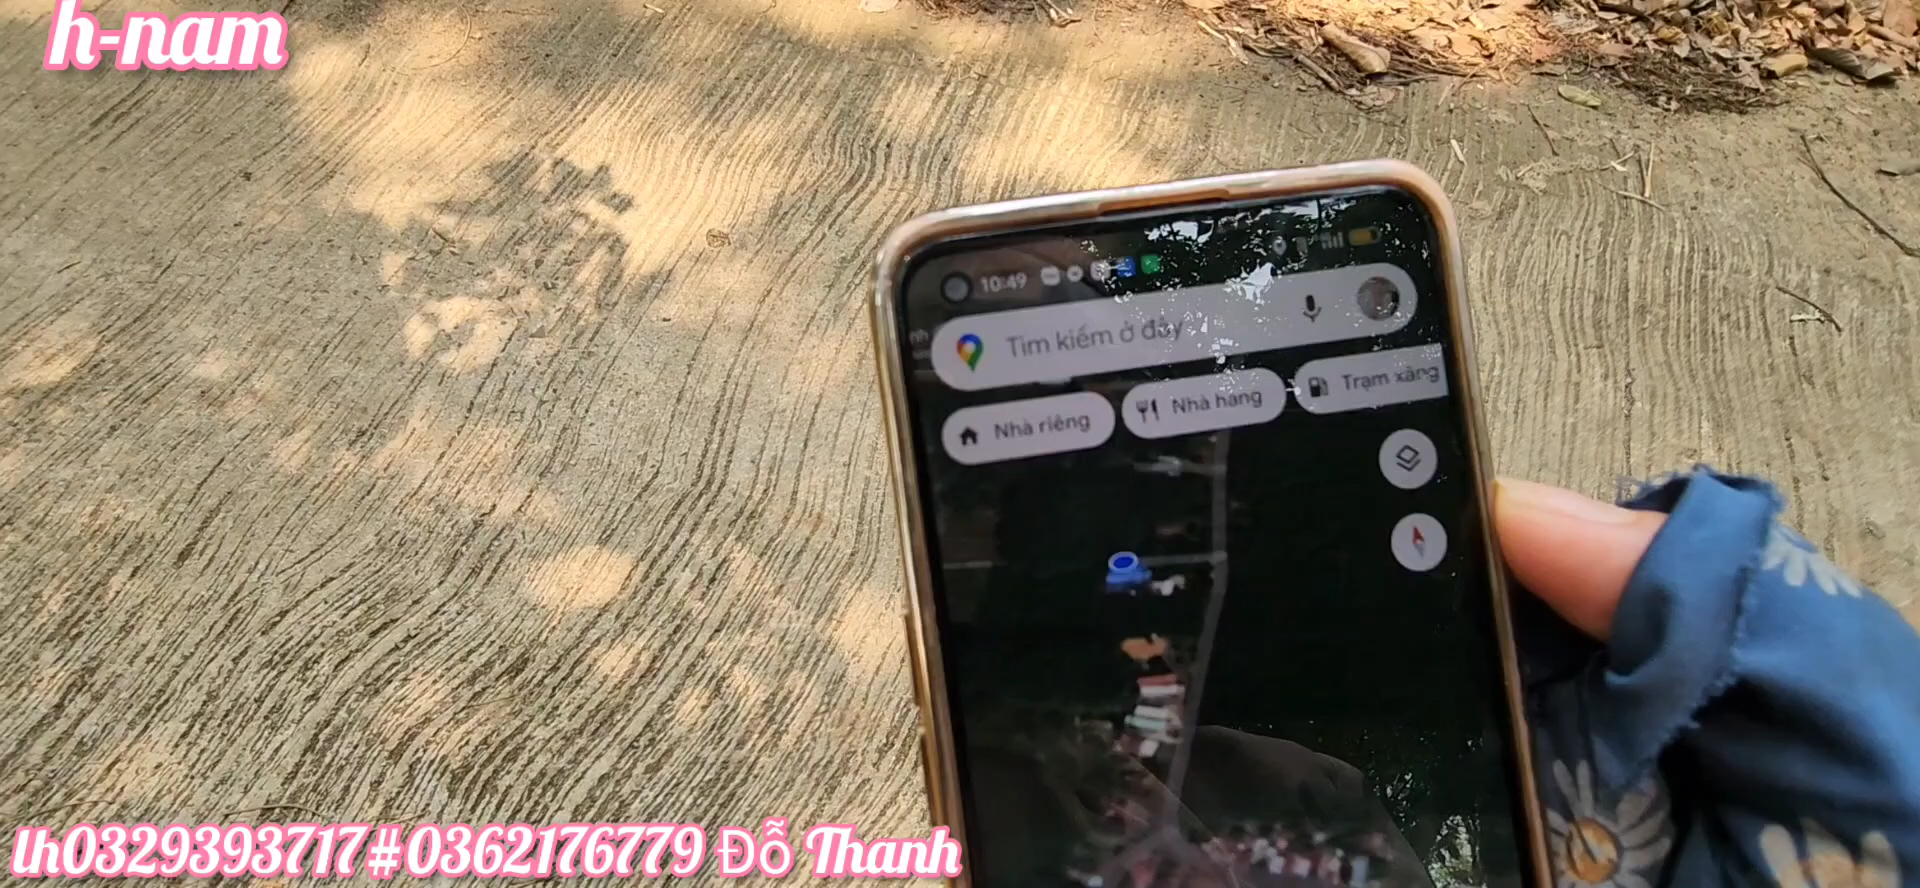 h-nam
10:49
Tìm kiếm ở đây
Nhà riêng
Nhà hàng
Trạm xăng
lh0329393717#0362176779 Đỗ Thanh